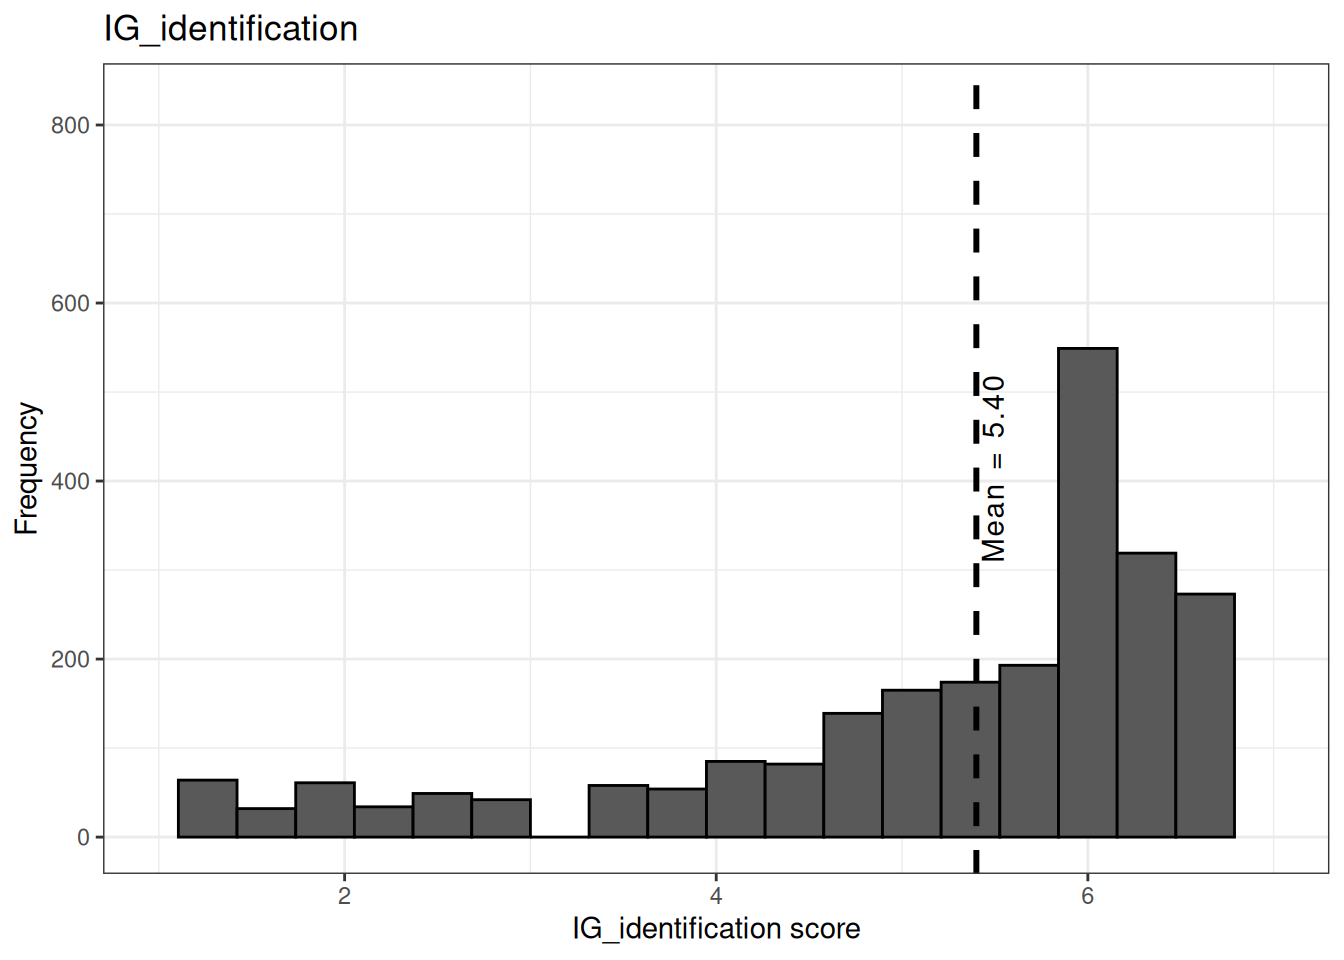 IG_identification
800
600
400
200
0
Frequency
Mean = 5.40
2
4
6
IG_identification score